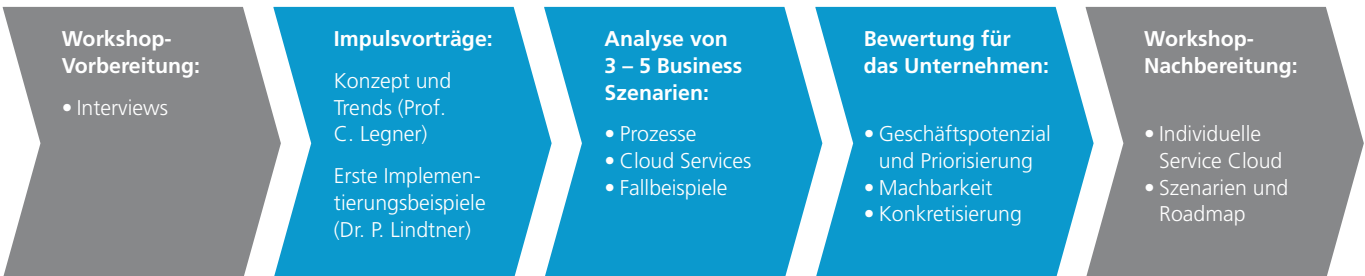 Workshop-
Vorbereitung:
• Interviews
Impulsvorträge:
Konzept und
Trends (Prof.
C. Legner)
Erste Implemen-
tierungsbeispiele
(Dr. P. Lindtner)
Analyse von
3 – 5 Business
Szenarien:
• Prozesse
• Cloud Services
• Fallbeispiele
Bewertung für
das Unternehmen:
• Geschäftspotenzial
und Priorisierung
• Machbarkeit
• Konkretisierung
Workshop-
Nachbereitung:
• Individuelle
Service Cloud
• Szenarien und
Roadmap